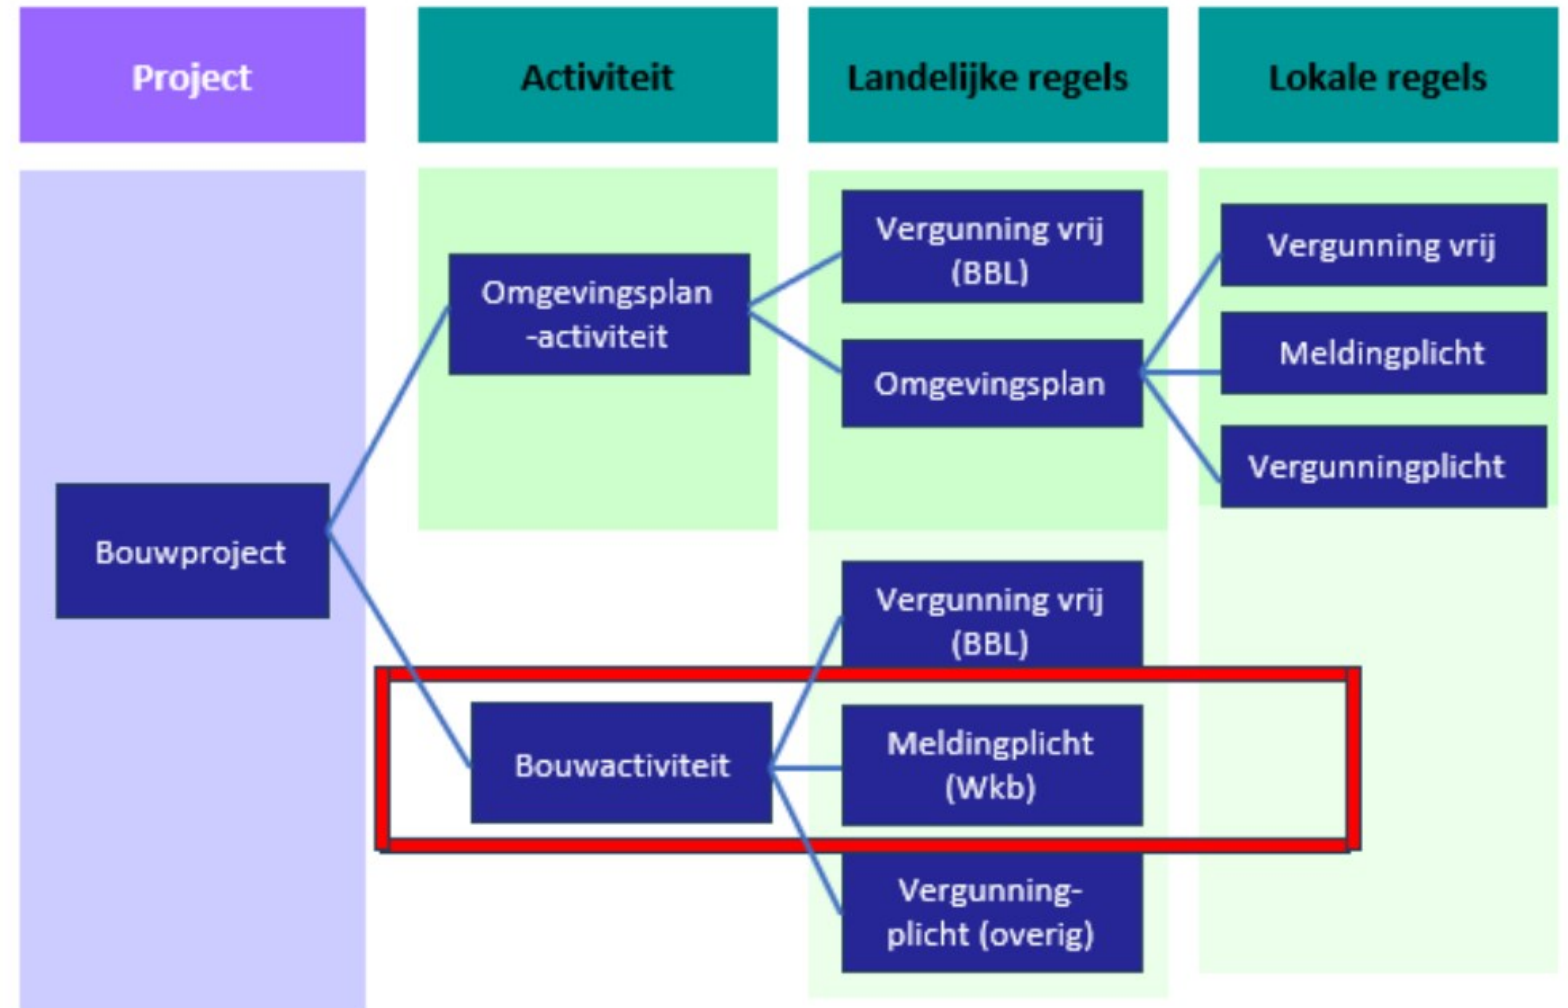 Project
Activiteit
Landelijke regels
Lokale regels
Bouwproject
Omgevingsplan
-activiteit
Vergunning vrij
(BBL)
Omgevingsplan
Vergunning vrij
Meldingplicht
Vergunningplicht
Bouwactiviteit
Vergunning vrij
(BBL)
Meldingplicht
(Wkb)
Vergunning-
plicht (overig)